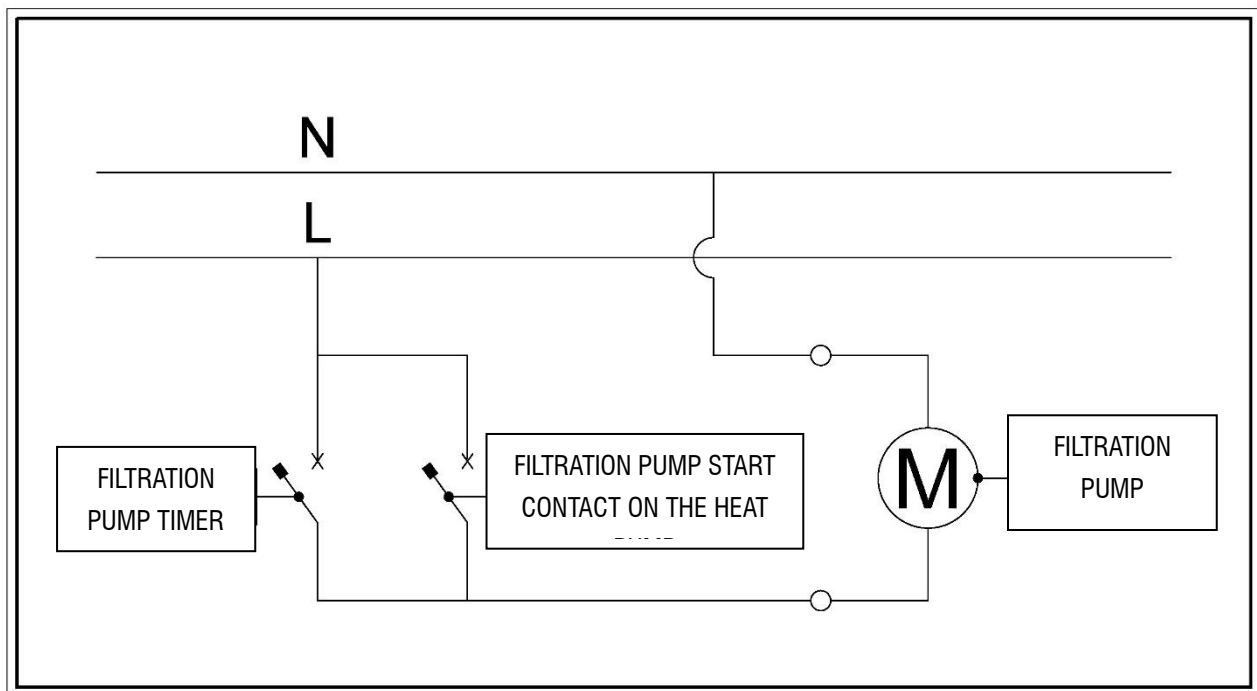 N
L
FILTRATION
PUMP TIMER
FILTRATION PUMP START
CONTACT ON THE HEAT
M
FILTRATION
PUMP